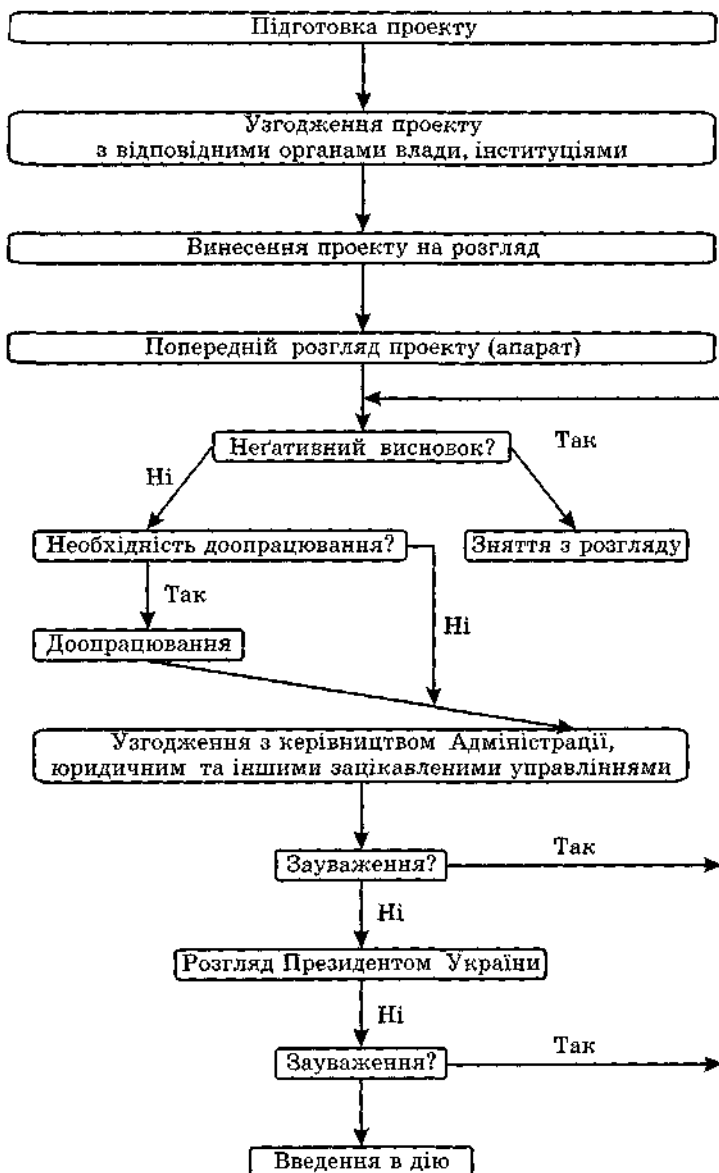 Підготовка проекту
Узгодження проекту
з відповідними органами влади, інституціями
Винесення проекту на розгляд
Попередній розгляд проекту (апарат)
Неґативний висновок?
Так
Ні
Необхідність доопрацювання?
Зняття з розгляду
Так
Ні
Доопрацювання
Узгодження з керівництвом Адміністрації,
юридичним та іншими зацікавленими управліннями
Зауваження?
Так
Ні
Розгляд Президентом України
Ні
Зауваження?
Так
Введення в дію